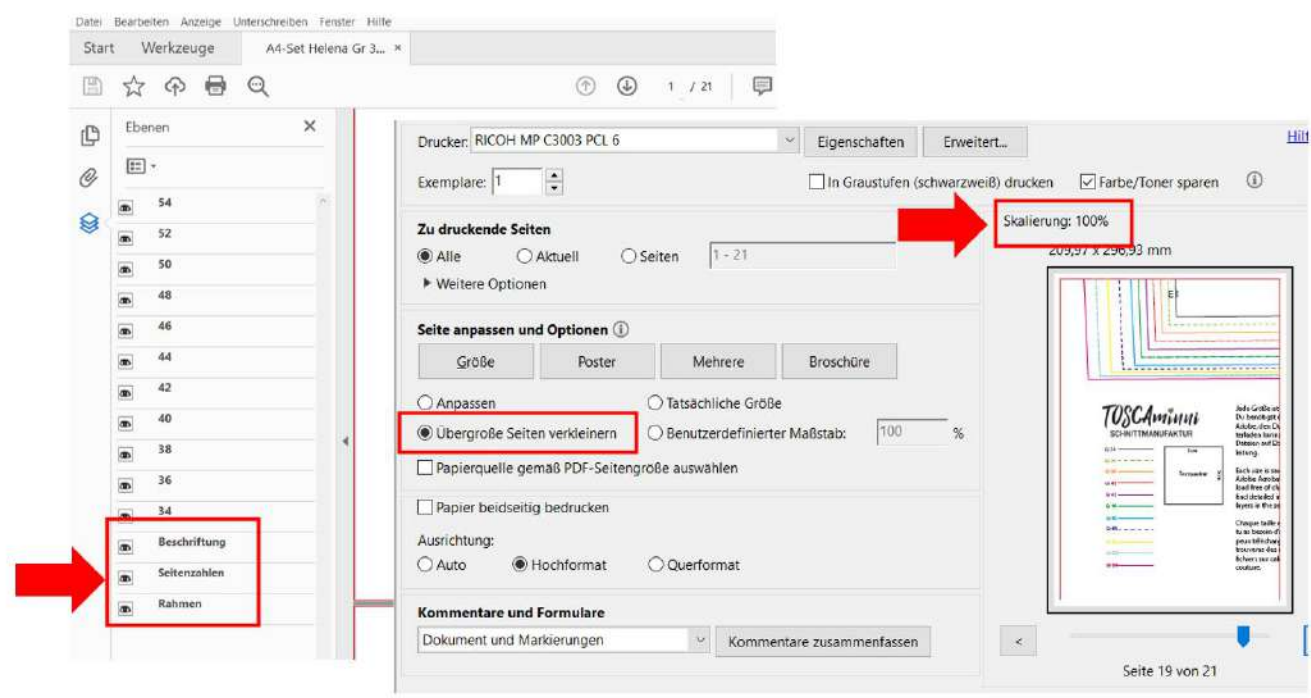 Datei Bearbeiten Anzeige Unterschreiben Fenster Hilfe
Start Werkzeuge A4-Set Helena Gr 3... ×
1 / 21
Ebenen
54
52
50
48
46
44
42
40
38
36
34
Beschriftung
Seitenzahlen
Rahmen
Drucker: RICOH MP C3003 PCL 6 Eigenschaften Erweitert...
Exemplare: 1 In Graustufen (schwarzweiß) drucken Farbe/Toner sparen
Zu druckende Seiten
Alle Aktuell Seiten 1 - 21
Weitere Optionen
Seite anpassen und Optionen
Größe Poster Mehrere Broschüre
Anpassen Tatsächliche Größe
Übergroße Seiten verkleinern Benutzerdefinierter Maßstab: 100 %
Papierquelle gemäß PDF-Seitengröße auswählen
Papier beidseitig bedrucken
Ausrichtung:
Auto Hochformat Querformat
Kommentare und Formulare
Dokument und Markierungen Kommentare zusammenfassen
Skalierung: 100%
209,97 x 296,93 mm
TOSCAminni
SCHNITTMANUFAKTUR
<
Seite 19 von 21